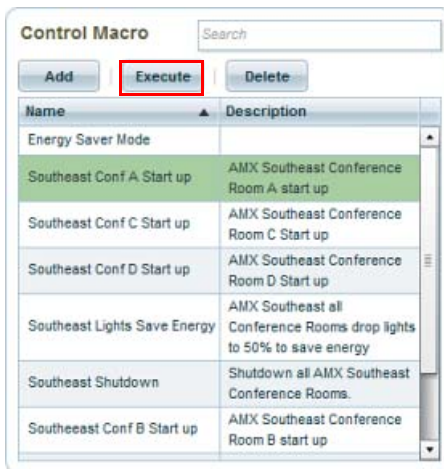 Control Macro Search
Add Execute Delete
Name Description
Energy Saver Mode
Southeast Conf A Start up
AMX Southeast Conference
Room A start up
Southeast Conf C Start up
AMX Southeast Conference
Room C Start up
Southeast Conf D Start up
AMX Southeast Conference
Room D Start up
Southeast Lights Save Energy
AMX Southeast all
Conference Rooms drop lights
to 50% to save energy
Southeast Shutdown
Shutdown all AMX Southeast
Conference Rooms.
Southeeast Conf B Start up
AMX Southeast Conference
Room B start up